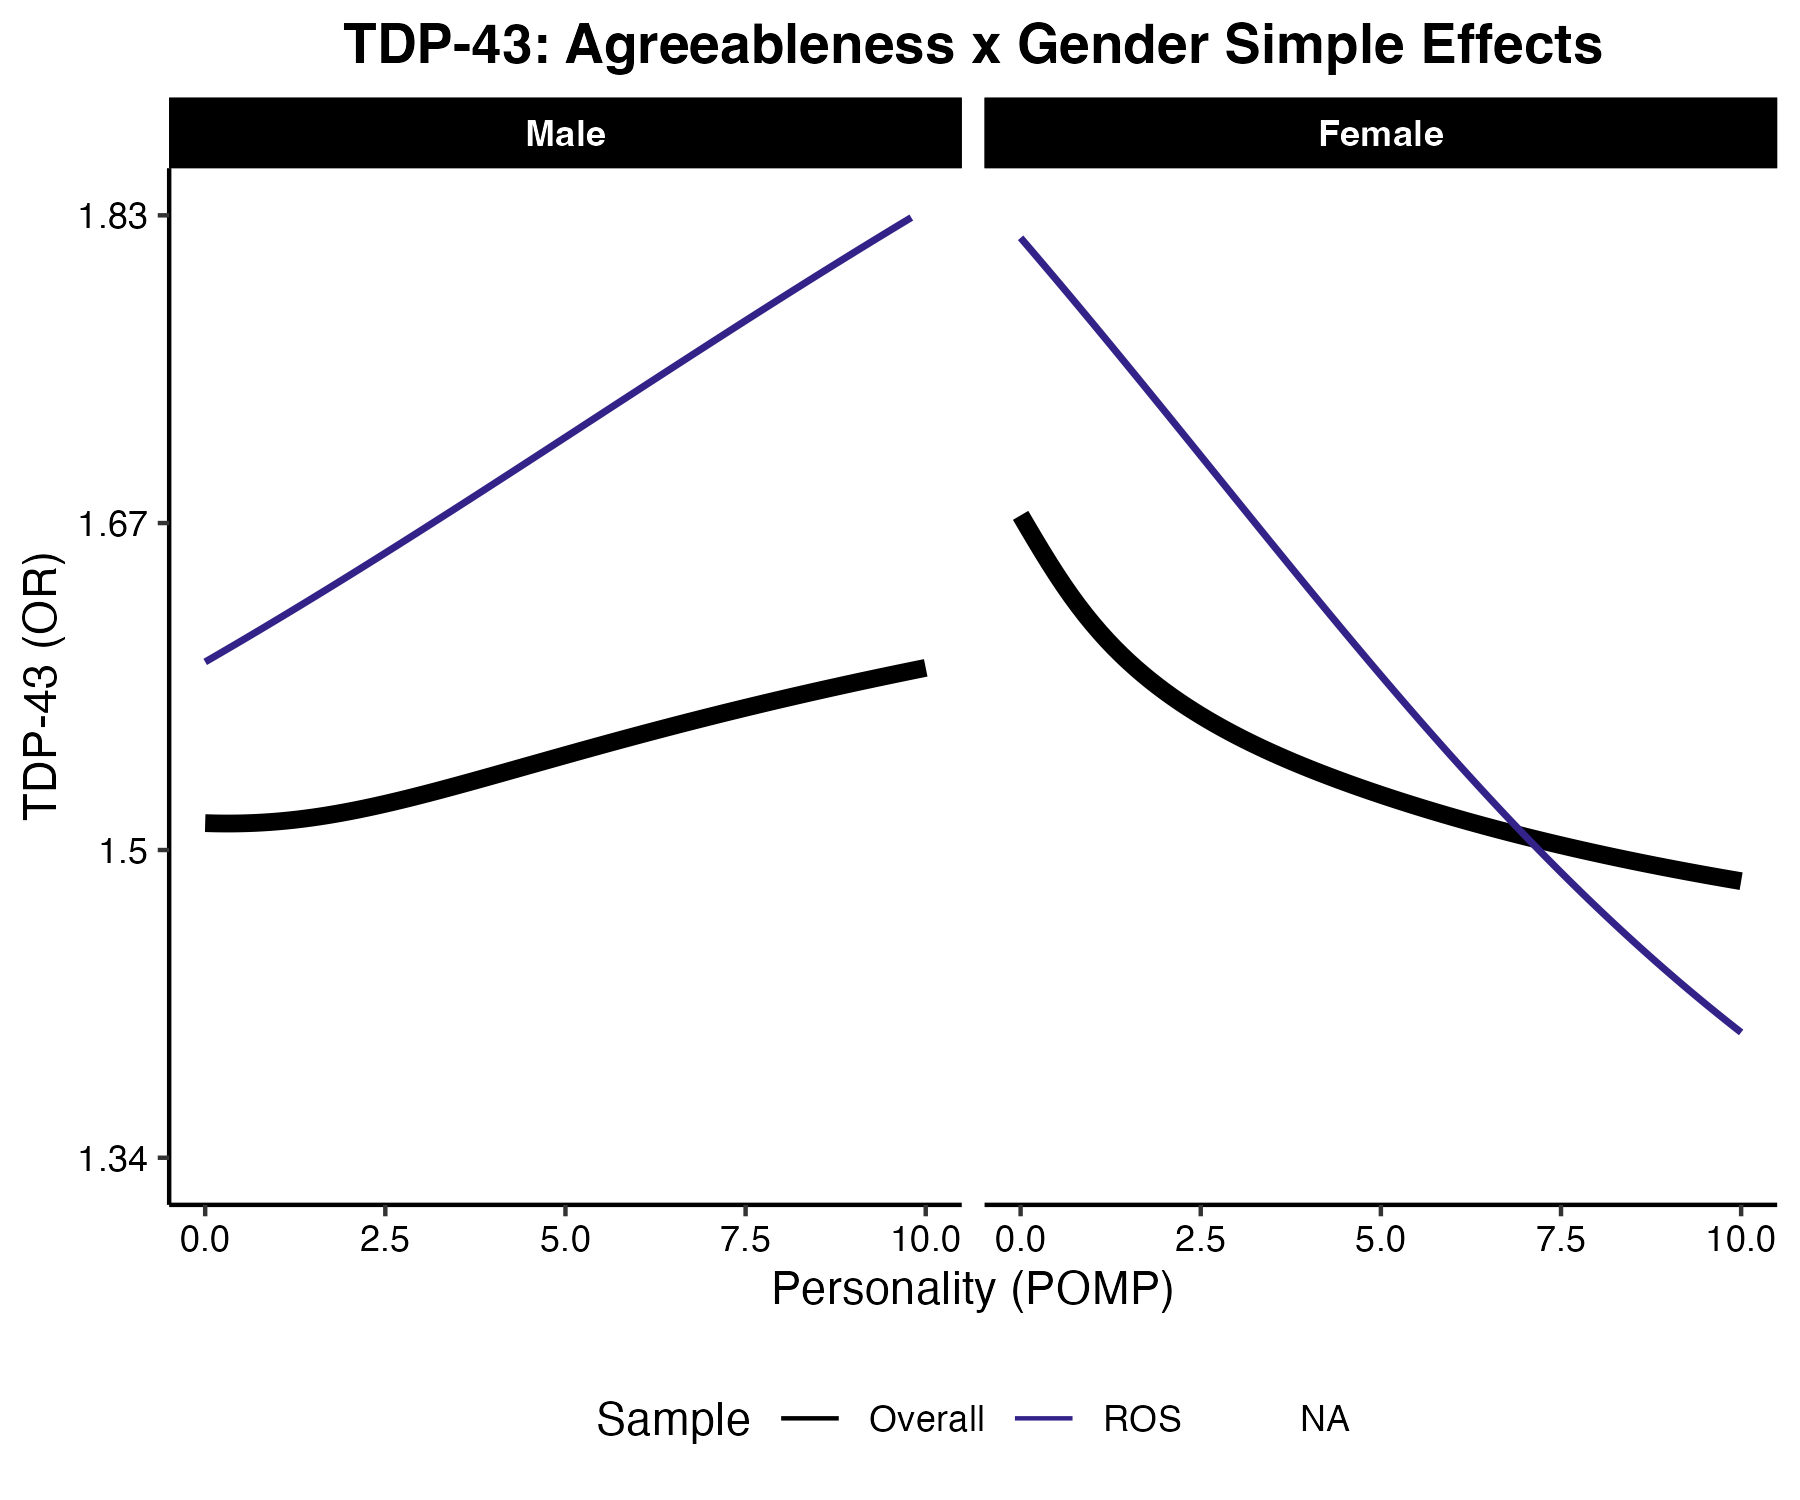 TDP-43: Agreeableness x Gender Simple Effects
Male
Female
TDP-43 (OR)
1.83
1.67
1.5
1.34
0.0 2.5 5.0 7.5 10.0
0.0 2.5 5.0 7.5 10.0
Personality (POMP)
Sample Overall ROS NA